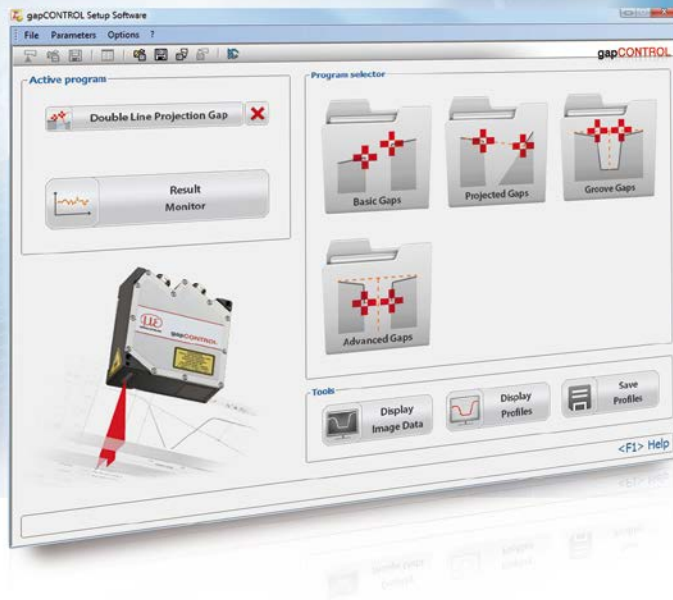 gapCONTROL Setup Software
File Parameters Options ?
gapCONTROL
Active program
Double Line Projection Gap
Result
Monitor
Program selector
Basic Gaps
Projected Gaps
Groove Gaps
Advanced Gaps
gapCONTROL
Tools
Display
Image Data
Display
Profiles
Save
Profiles
<F1> Help